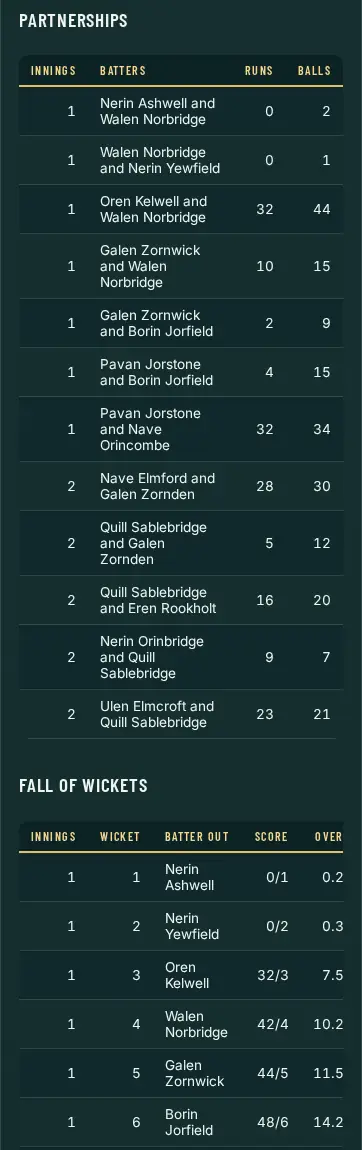 PARTNERSHIPS
INNINGS BATTERS RUNS BALLS
1 Nerin Ashwell and Walen Norbridge 0 2
1 Walen Norbridge and Nerin Yewfield 0 1
1 Oren Kelwell and Walen Norbridge 32 44
1 Galen Zornwick and Walen Norbridge 10 15
1 Galen Zornwick and Borin Jorfield 2 9
1 Pavan Jorstone and Borin Jorfield 4 15
1 Pavan Jorstone and Nave Orincombe 32 34
2 Nave Elmford and Galen Zornden 28 30
2 Quill Sablebridge and Galen Zornden 5 12
2 Quill Sablebridge and Eren Rookholt 16 20
2 Nerin Orinbridge and Quill Sablebridge 9 7
2 Ulen Elmcroft and Quill Sablebridge 23 21
FALL OF WICKETS
INNINGS WICKET BATTER OUT SCORE OVER
1 1 Nerin Ashwell 0/1 0.2
1 2 Nerin Yewfield 0/2 0.3
1 3 Oren Kelwell 32/3 7.5
1 4 Walen Norbridge 42/4 10.2
1 5 Galen Zornwick 44/5 11.5
1 6 Borin Jorfield 48/6 14.2